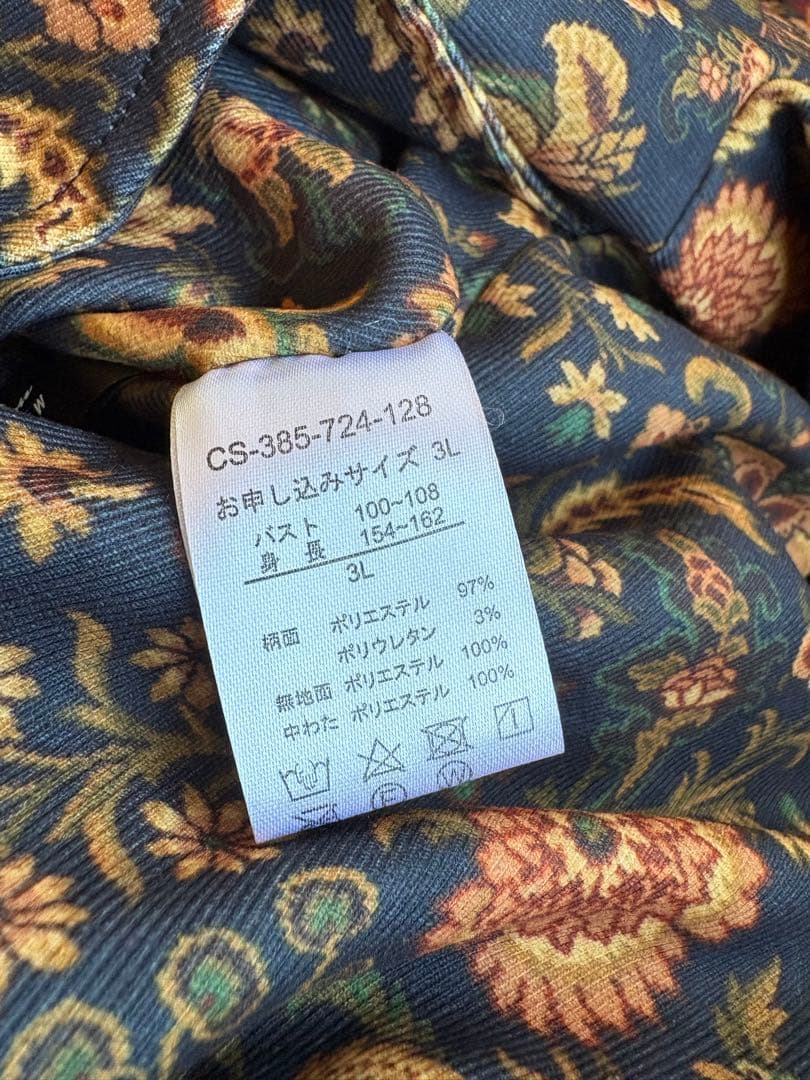 CS-385-724-128
お申し込みサイズ 3L
バスト 100~108
身長 154~162
3L
柄面 ポリエステル 97%
ポリウレタン 3%
無地面 ポリエステル 100%
中わた ポリエステル 100%
P W